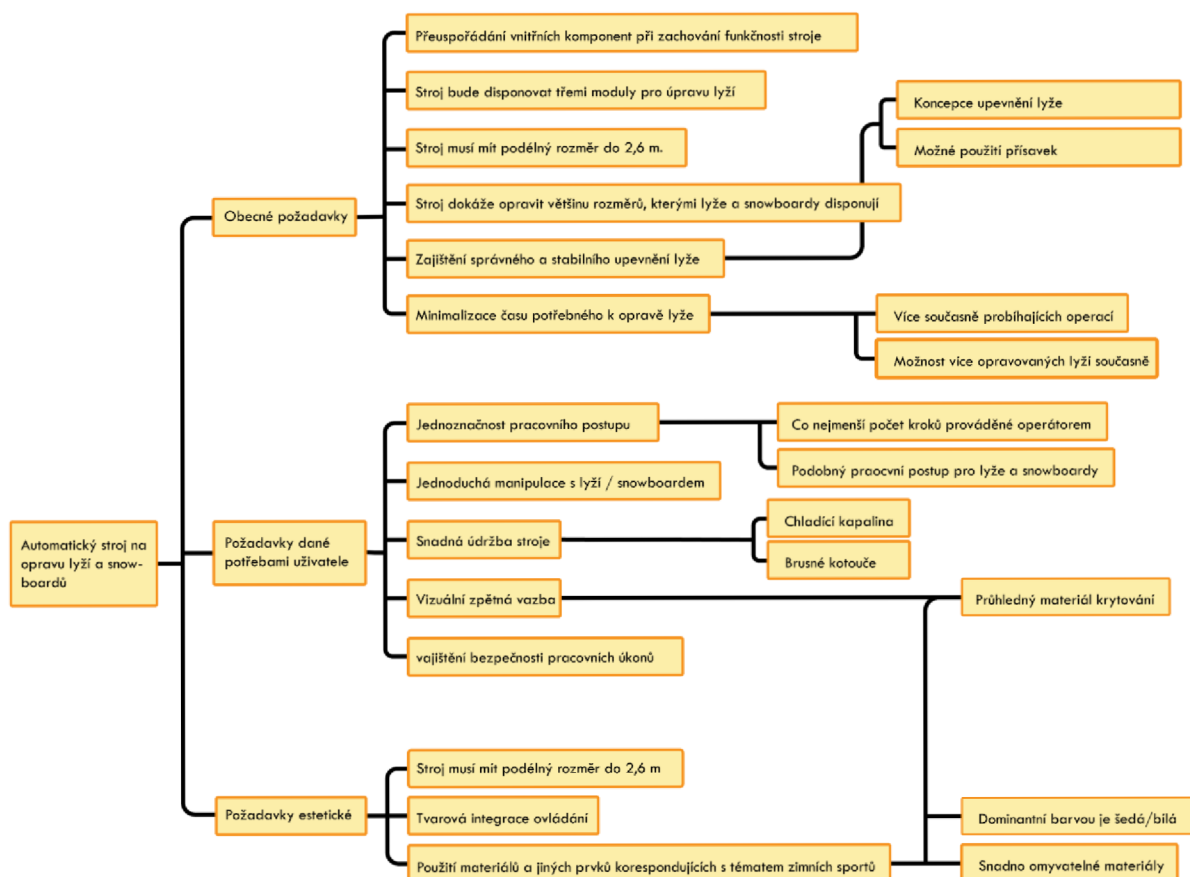 Automatický stroj na
opravu lyží a snow-
boardů
Obecné požadavky
Přeuspořádání vnitřních komponent při zachování funkčnosti stroje
Stroj bude disponovat třemi moduly pro úpravu lyží
Stroj musí mít podélný rozměr do 2,6 m.
Stroj dokáže opravit většinu rozměrů, kterými lyže a snowboardy disponují
Zajištění správného a stabilního upevnění lyže
Koncepce upevnění lyže
Možné použití přísavek
Minimalizace času potřebného k opravě lyže
Více současně probíhajících operací
Možnost více opravovaných lyži současně
Požadavky dané
potřebami uživatele
Jednoznačnost pracovního postupu
Co nejmenší počet kroků prováděné operátorem
Podobný praocvní postup pro lyže a snowboardy
Jednoduchá manipulace s lyží / snowboardem
Snadná údržba stroje
Chladící kapalina
Brusné kotouče
Vizuální zpětná vazba
Průhledný materiál krytování
vajištění bezpečnosti pracovních úkonů
Požadavky estetické
Stroj musí mít podélný rozměr do 2,6 m
Tvarová integrace ovládání
Použití materiálů a jiných prvků korespondujících s tématem zimních sportů
Dominantní barvou je šedá/bílá
Snadno omyvatelné materiály